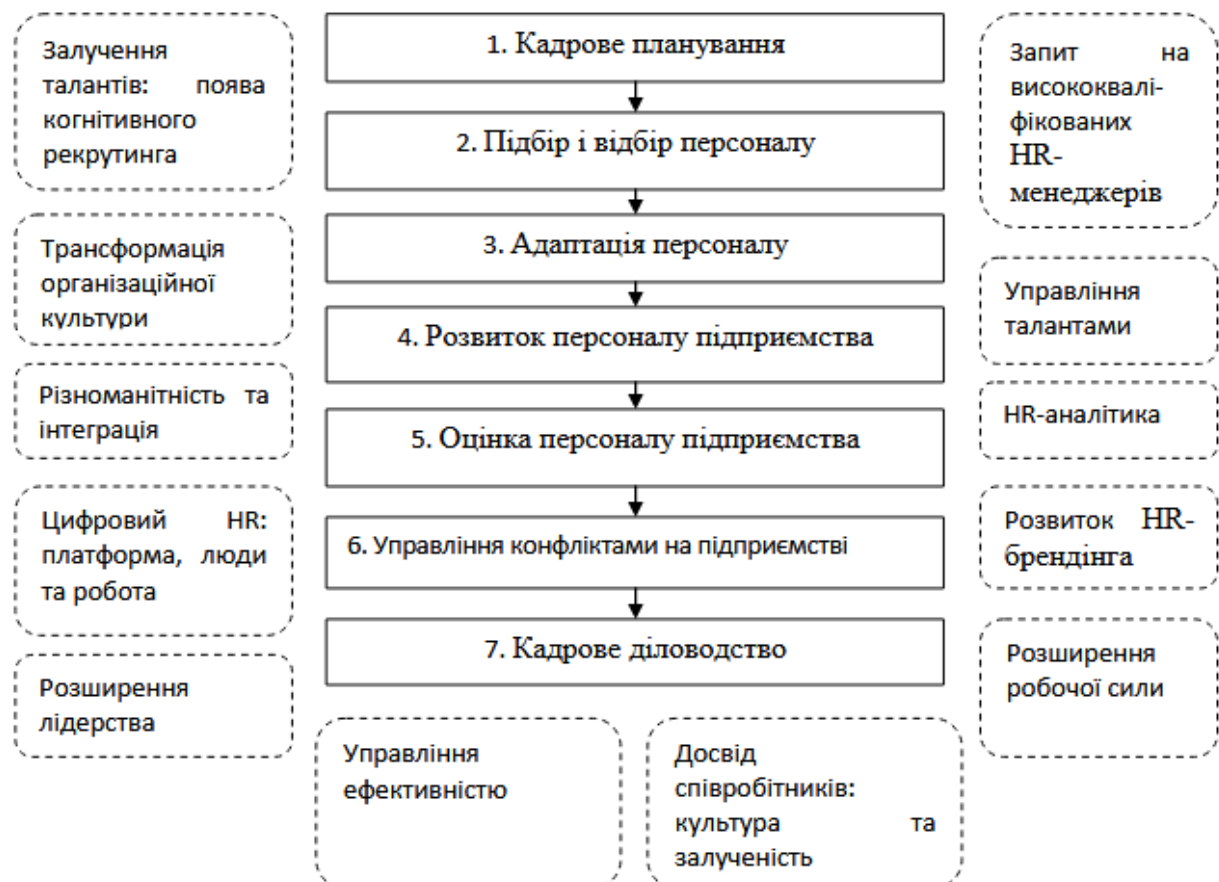 Залучення
талантів: поява
когнітивного
рекрутинга
Трансформація
організаційної
культури
Різноманітність та
інтеграція
Цифровий HR:
платформа, люди
та робота
Розширення
лідерства
1. Кадрове планування
2. Підбір і відбір персоналу
3. Адаптація персоналу
4. Розвиток персоналу підприємства
5. Оцінка персоналу підприємства
6. Управління конфліктами на підприємстві
7. Кадрове діловодство
Запит на
висококвалі-
фікованих
HR-
менеджерів
Управління
талантами
HR-аналітика
Розвиток HR-
брендінга
Розширення
робочої сили
Управління
ефективністю
Досвід
співробітників:
культура та
залученість